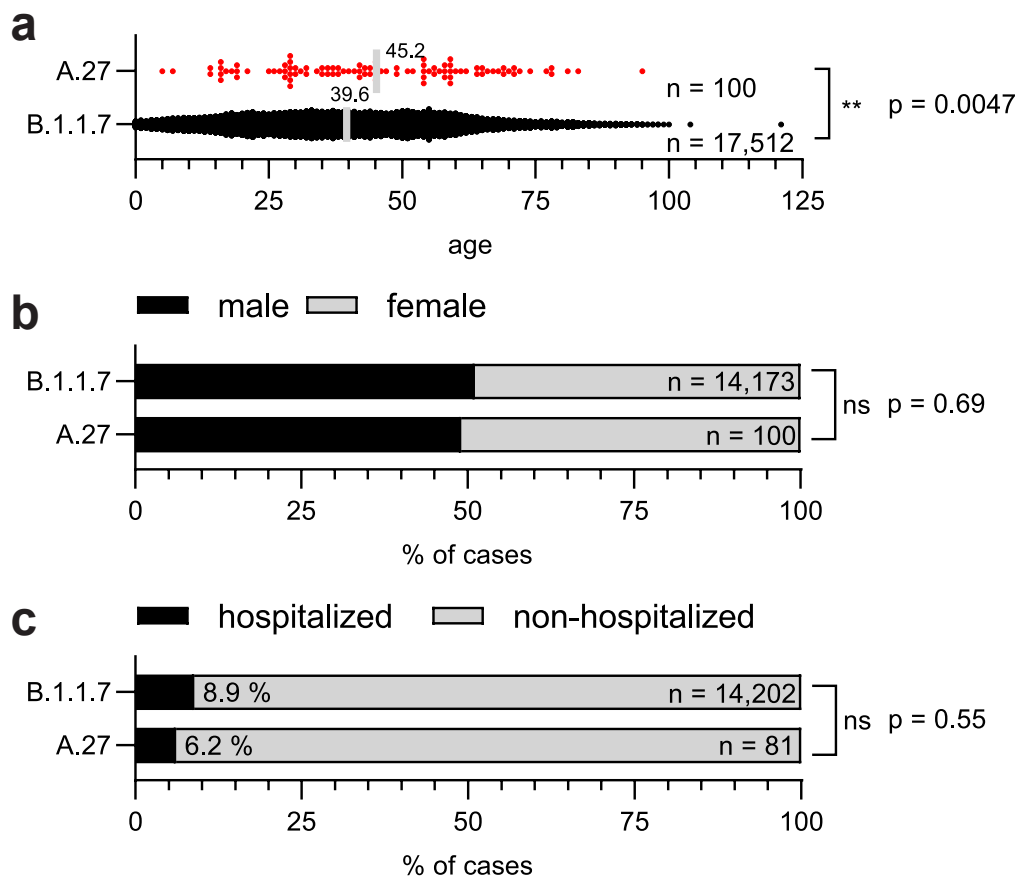 a
A.27
45.2
n = 100
39.6
B.1.1.7
n = 17,512
** p = 0.0047
0 25 50 75 100 125
age
b
male female
B.1.1.7
n = 14,173
ns p = 0.69
A.27
n = 100
0 25 50 75 100
% of cases
c
hospitalized non-hospitalized
B.1.1.7
8.9 % n = 14,202
ns p = 0.55
A.27
6.2 % n = 81
0 25 50 75 100
% of cases